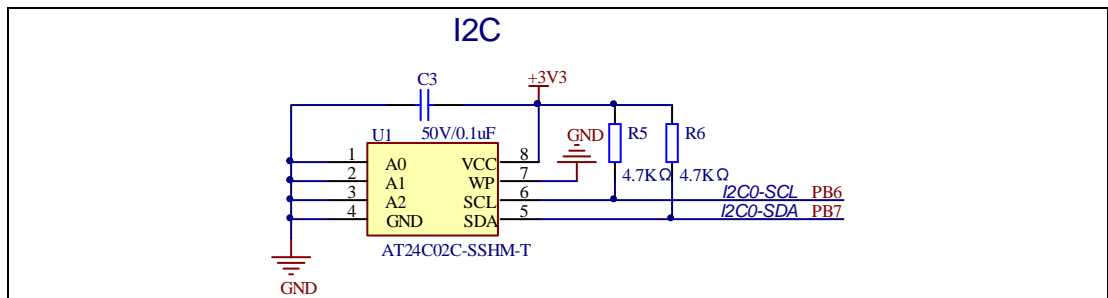 I2C
C3
+3V3
U1
50V/0.1uF
GND
R5
R6
1
A0
VCC
8
2
A1
WP
7
4.7KΩ
4.7KΩ
3
A2
SCL
6
I2C0-SCL
PB6
4
GND
SDA
5
I2C0-SDA
PB7
AT24C02C-SSHM-T
GND